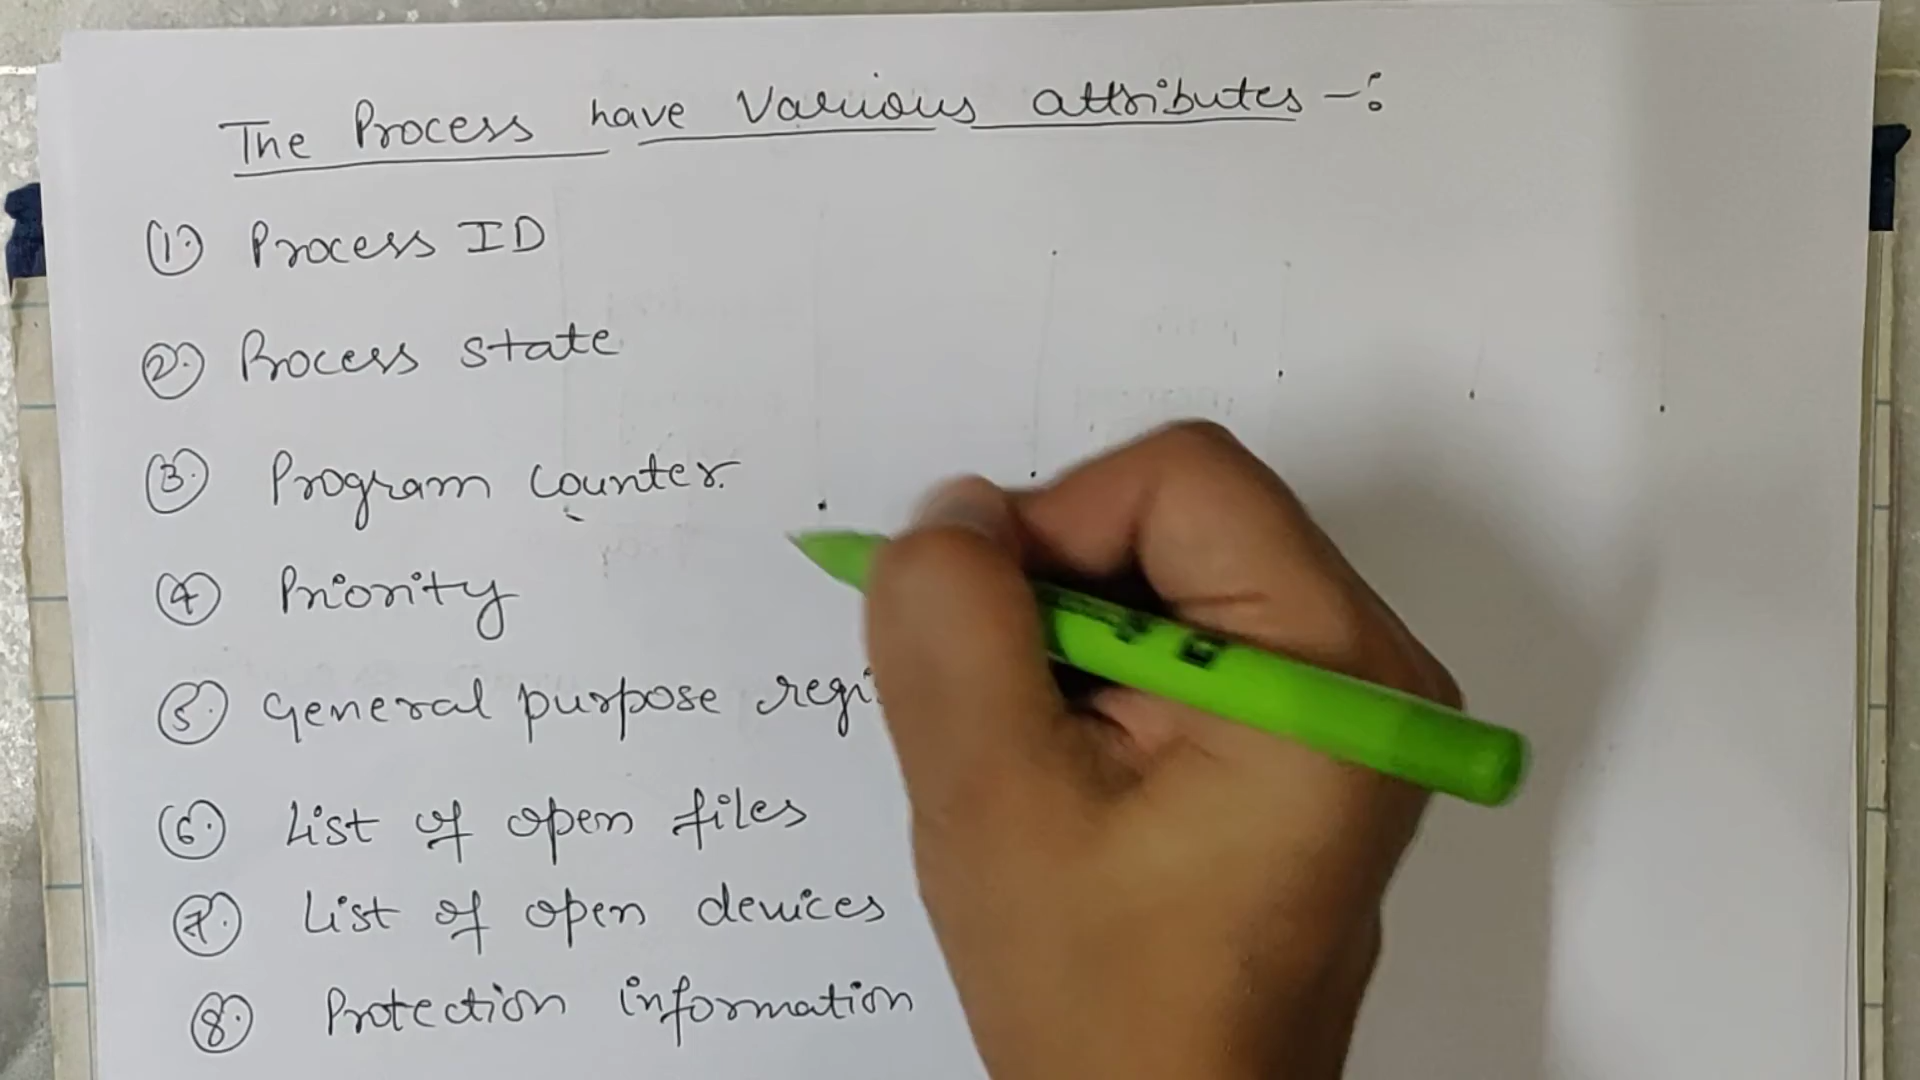 The Process have Various attributes -:
1. Process ID
2. Process state
3. Program counter.
4 Priority
5. General purpose
6. List of open files
7. List of open devices
8. Protection information